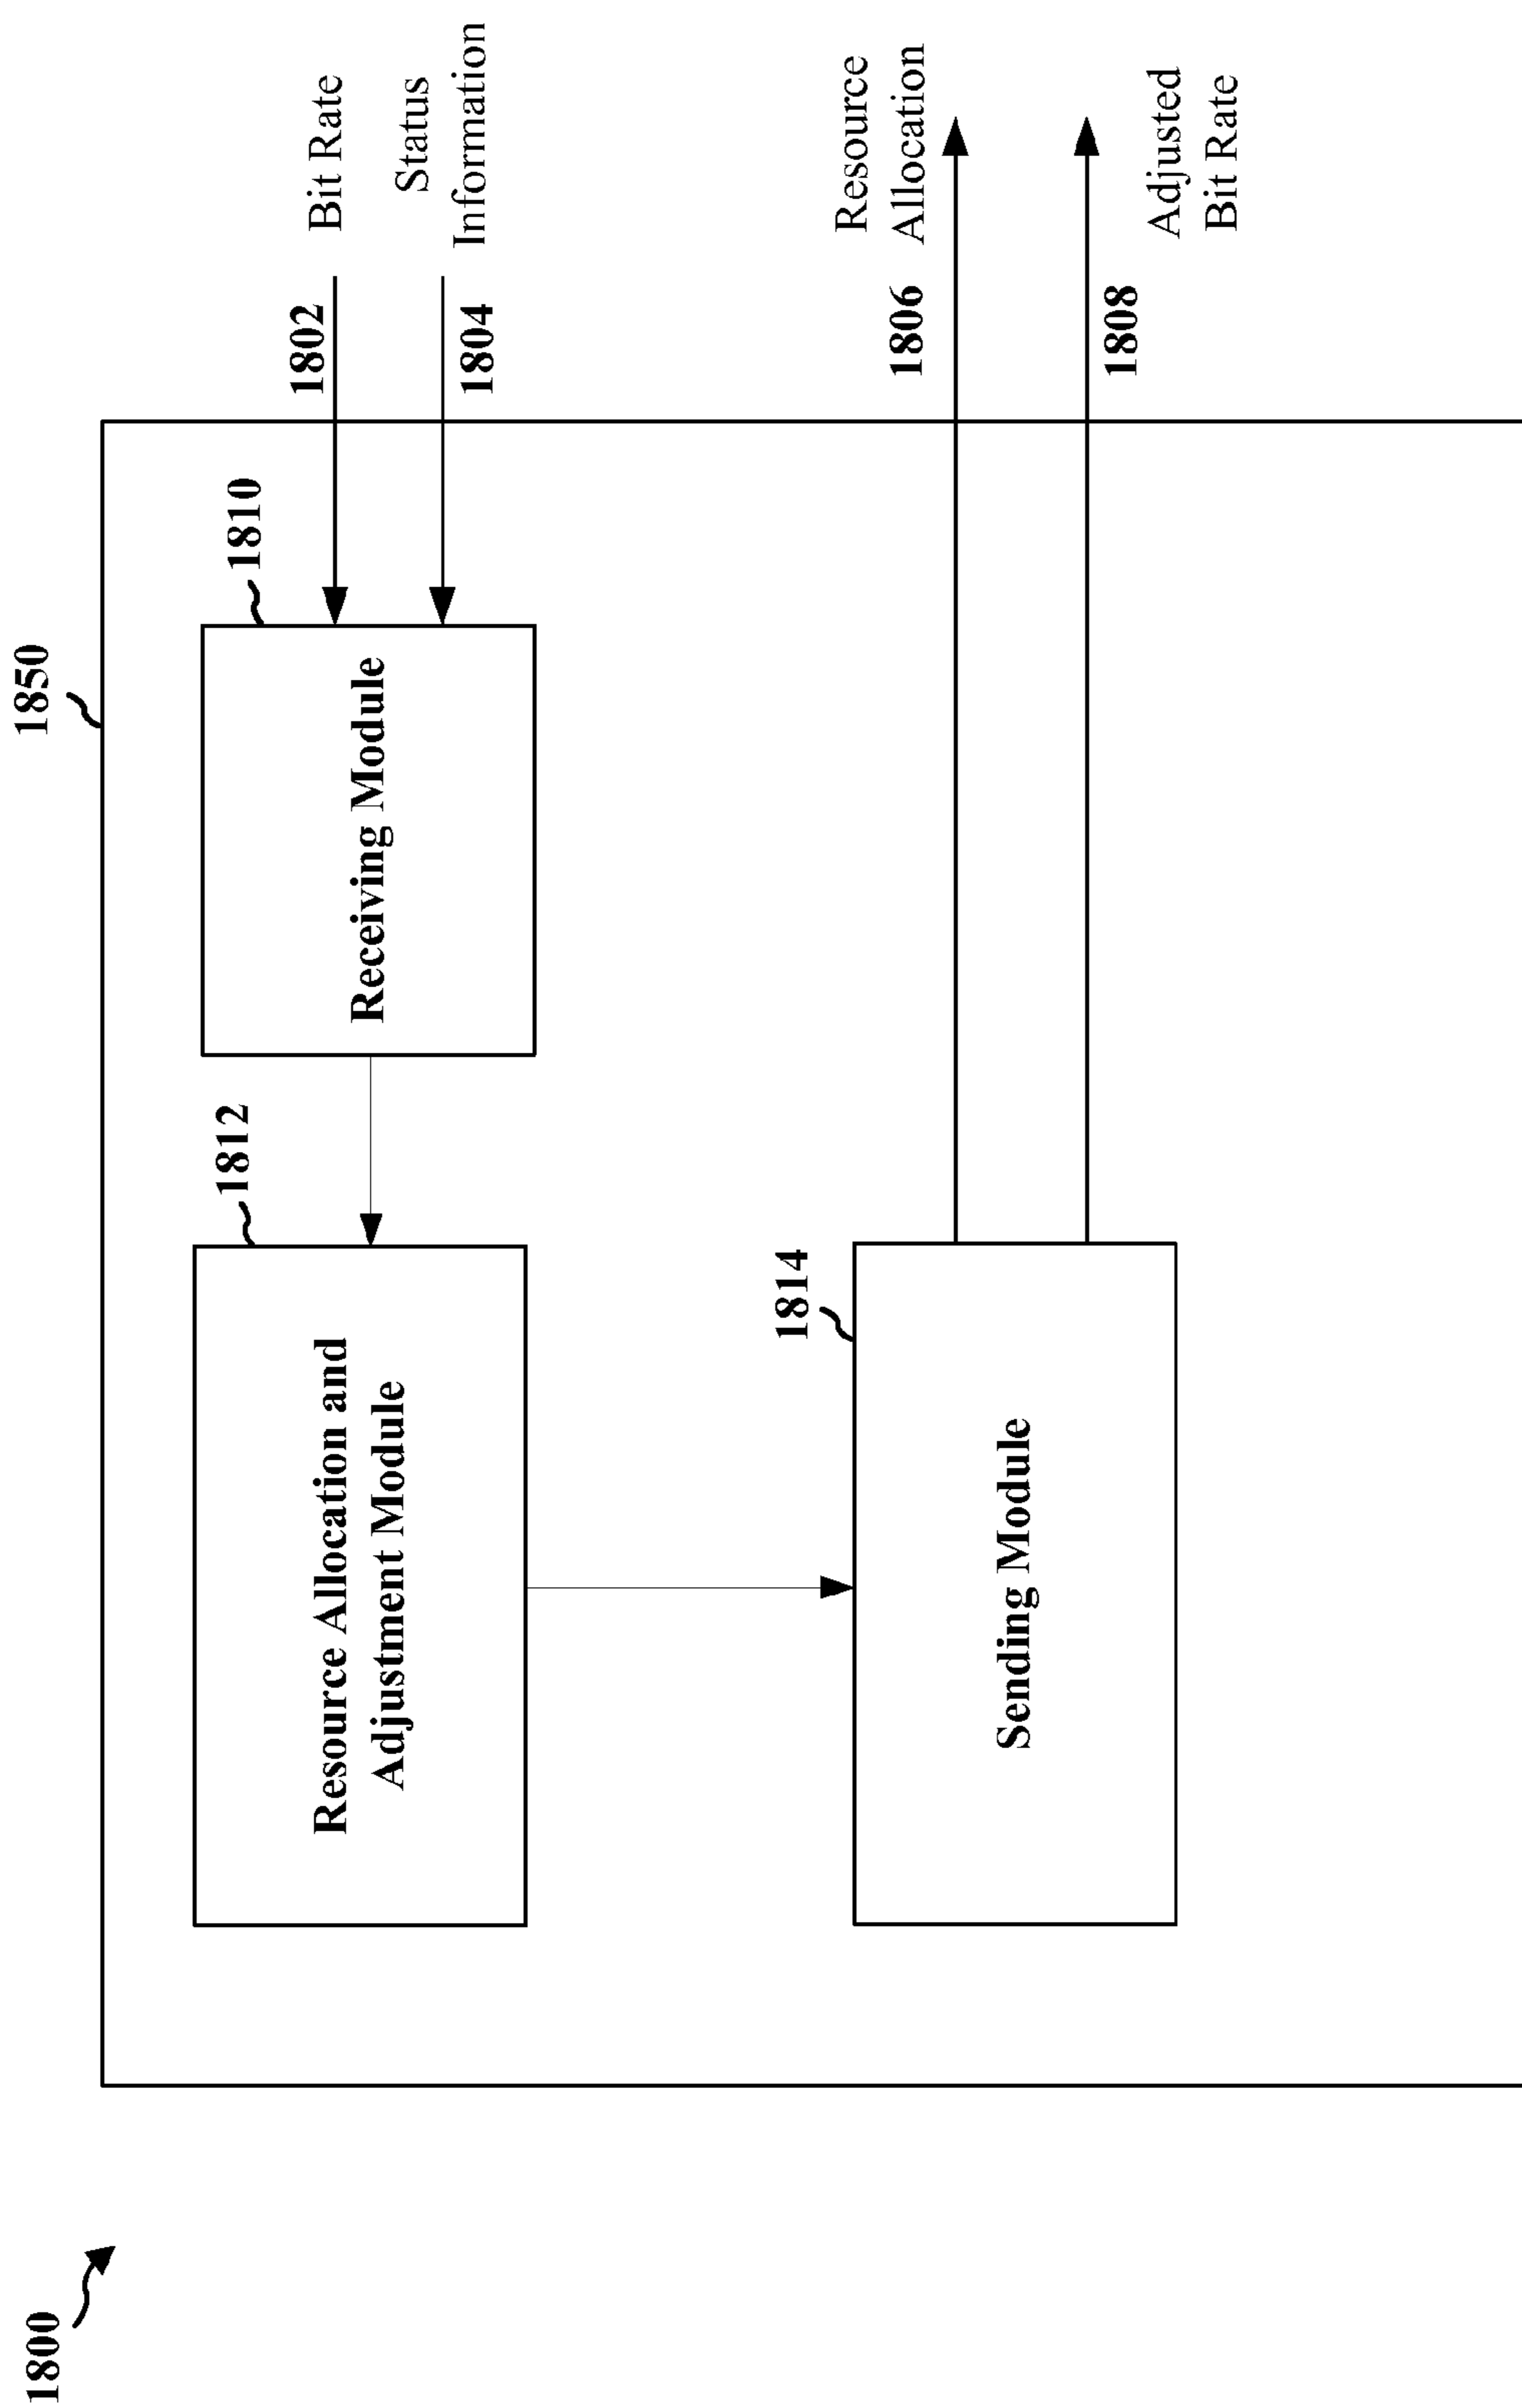 1800
1850
1812
1810
Resource Allocation and
Adjustment Module
Receiving Module
1802
Bit Rate
Status
Information
1804
1814
Sending Module
Resource
Allocation
1806
1808
Adjusted
Bit Rate